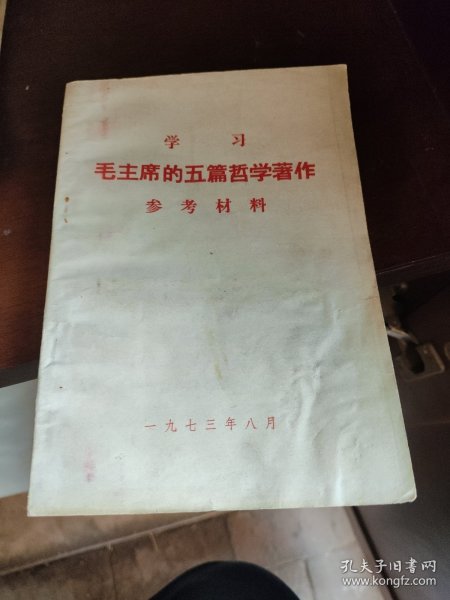 学 习
毛主席的五篇哲学著作
参考材料
一九七三年八月
孔夫子旧书网
www.kongfz.com